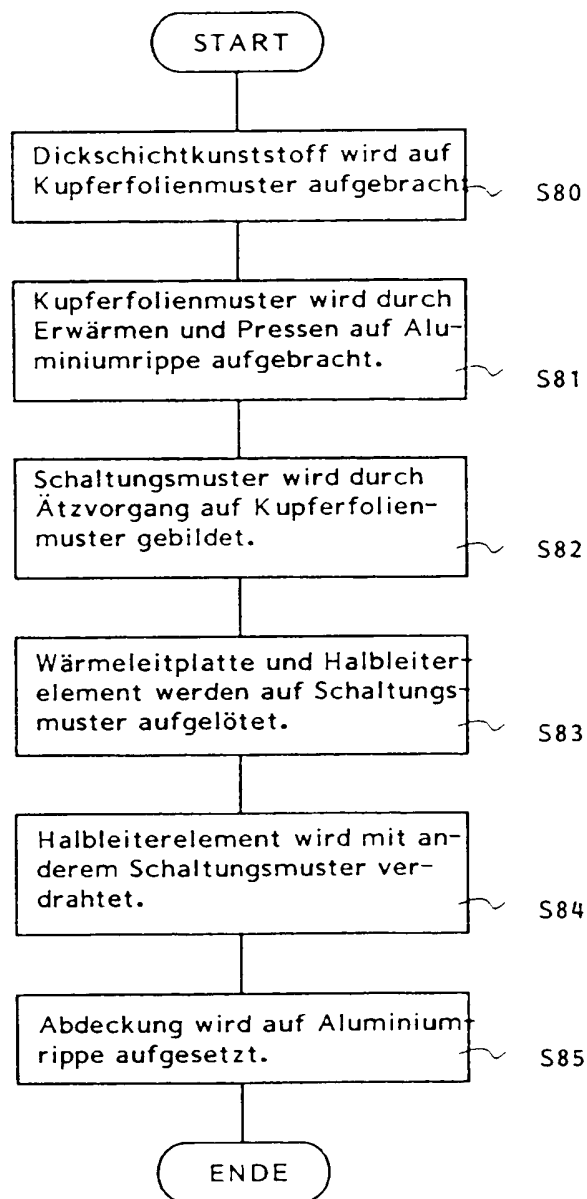 START
Dickschichtkunststoff wird auf
Kupferfolienmuster aufgebracht
S80
Kupferfolienmuster wird durch
Erwärmen und Pressen auf Alu-
miniumrippe aufgebracht.
S81
Schaltungsmuster wird durch
Ätzvorgang auf Kupferfolien-
muster gebildet.
S82
Wärmeleitplatte und Halbleiter-
element werden auf Schaltungs-
muster aufgelötet.
S83
Halbleiterelement wird mit an-
derem Schaltungsmuster ver-
drahtet.
S84
Abdeckung wird auf Aluminium-
rippe aufgesetzt.
S85
ENDE